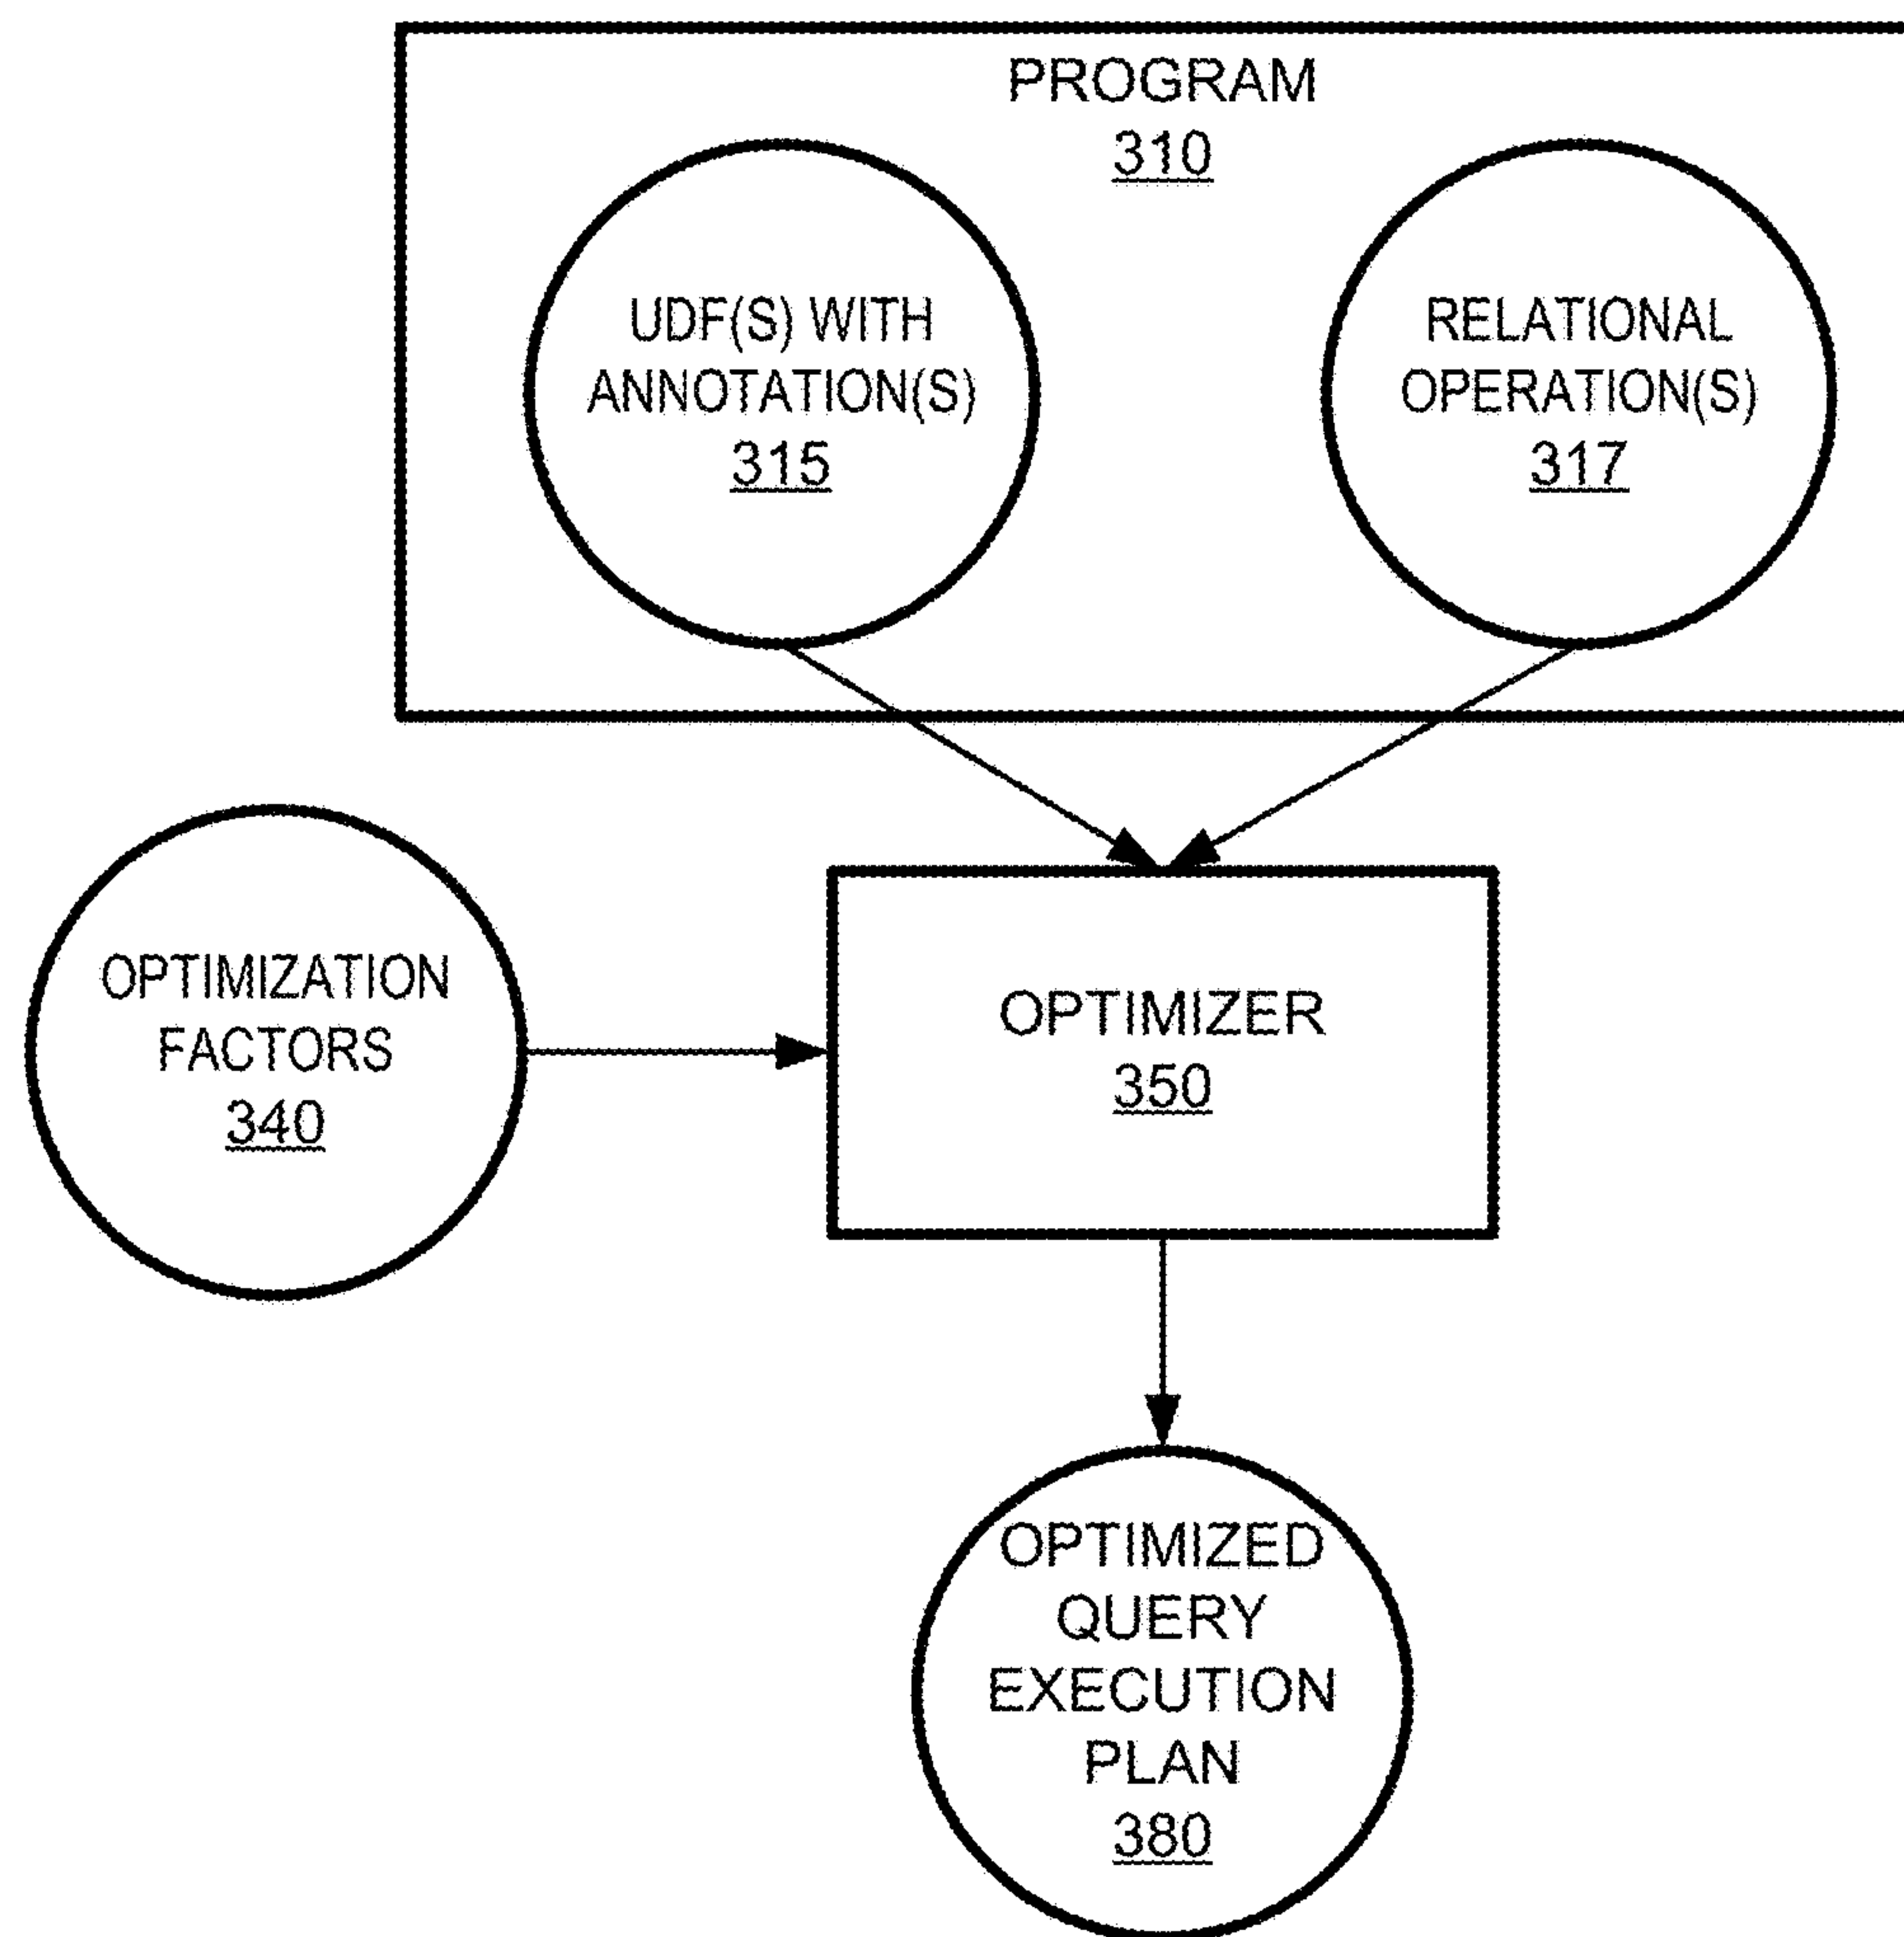 PROGRAM
310
UDF(S) WITH
ANNOTATION(S)
315
RELATIONAL
OPERATION(S)
317
OPTIMIZATION
FACTORS
340
OPTIMIZER
350
OPTIMIZED
QUERY
EXECUTION
PLAN
380